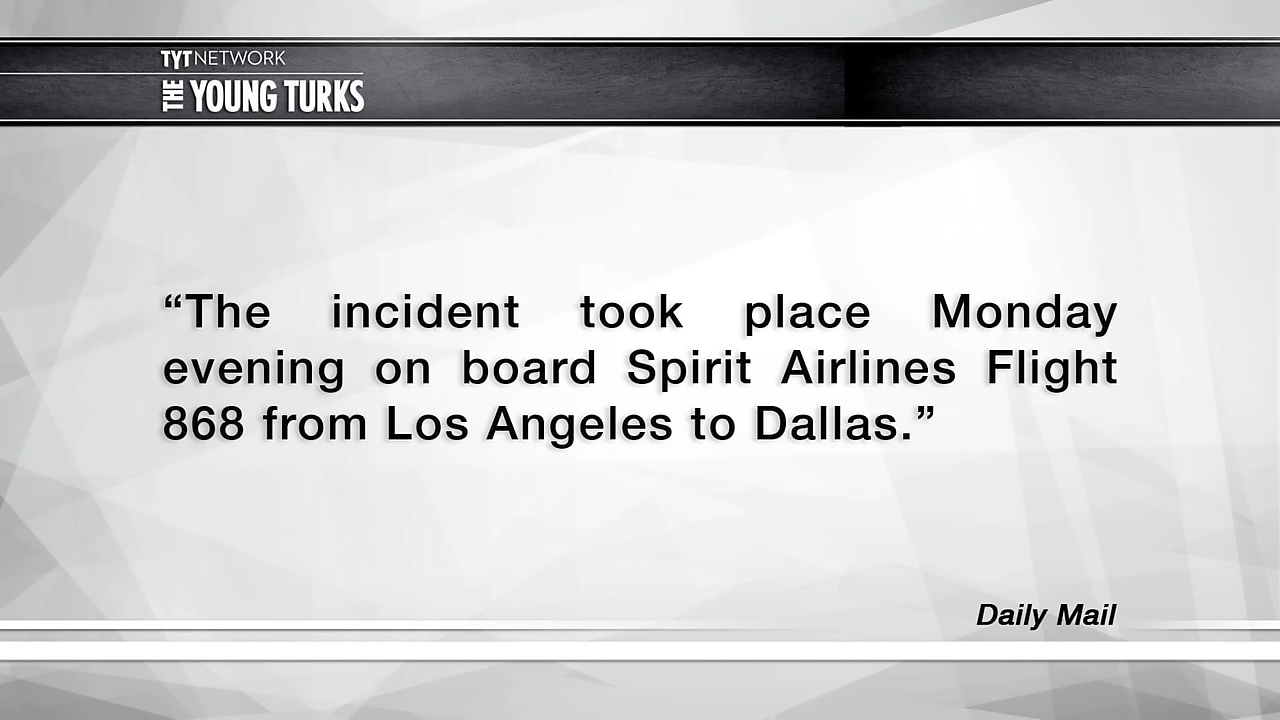 TYT NETWORK
THE YOUNG TURKS
“The incident took place Monday
evening on board Spirit Airlines Flight
868 from Los Angeles to Dallas.”
Daily Mail